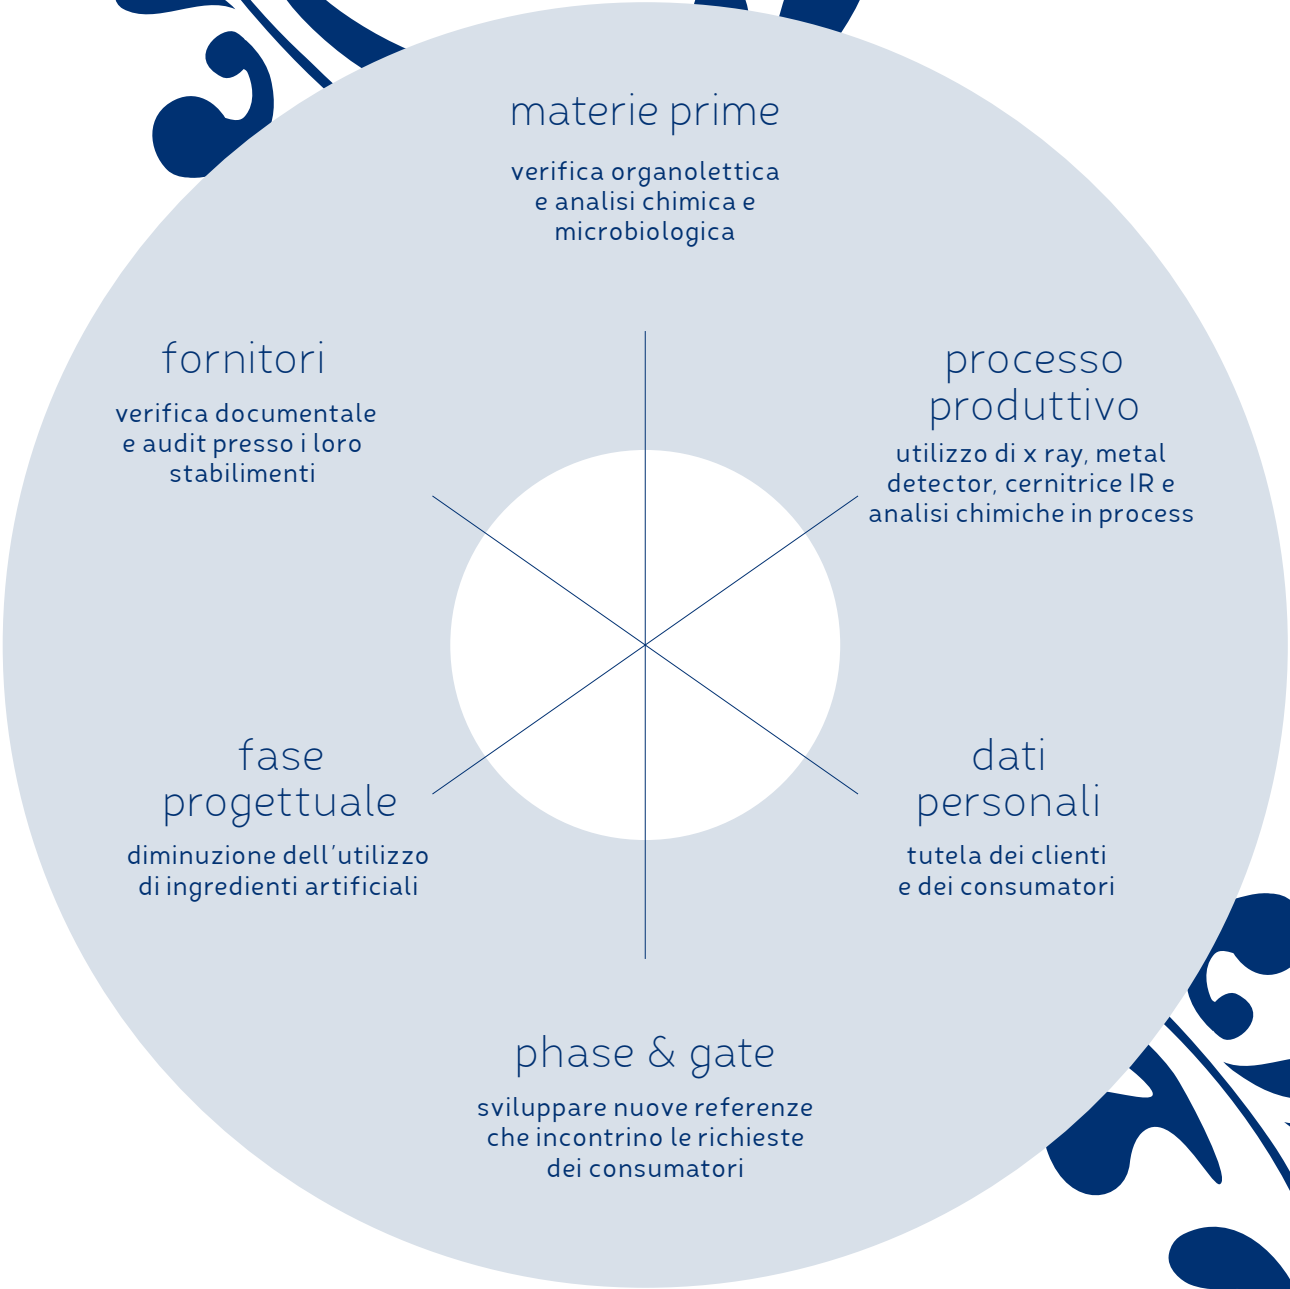 materie prime
verifica organolettica
e analisi chimica e
microbiologica
fornitori
verifica documentale
e audit presso i loro
stabilimenti
processo
produttivo
utilizzo di x ray, metal
detector, cernitrice IR e
analisi chimiche in process
fase
progettuale
diminuzione dell'utilizzo
di ingredienti artificiali
dati
personali
tutela dei clienti
e dei consumatori
phase & gate
sviluppare nuove referenze
che incontrino le richieste
dei consumatori